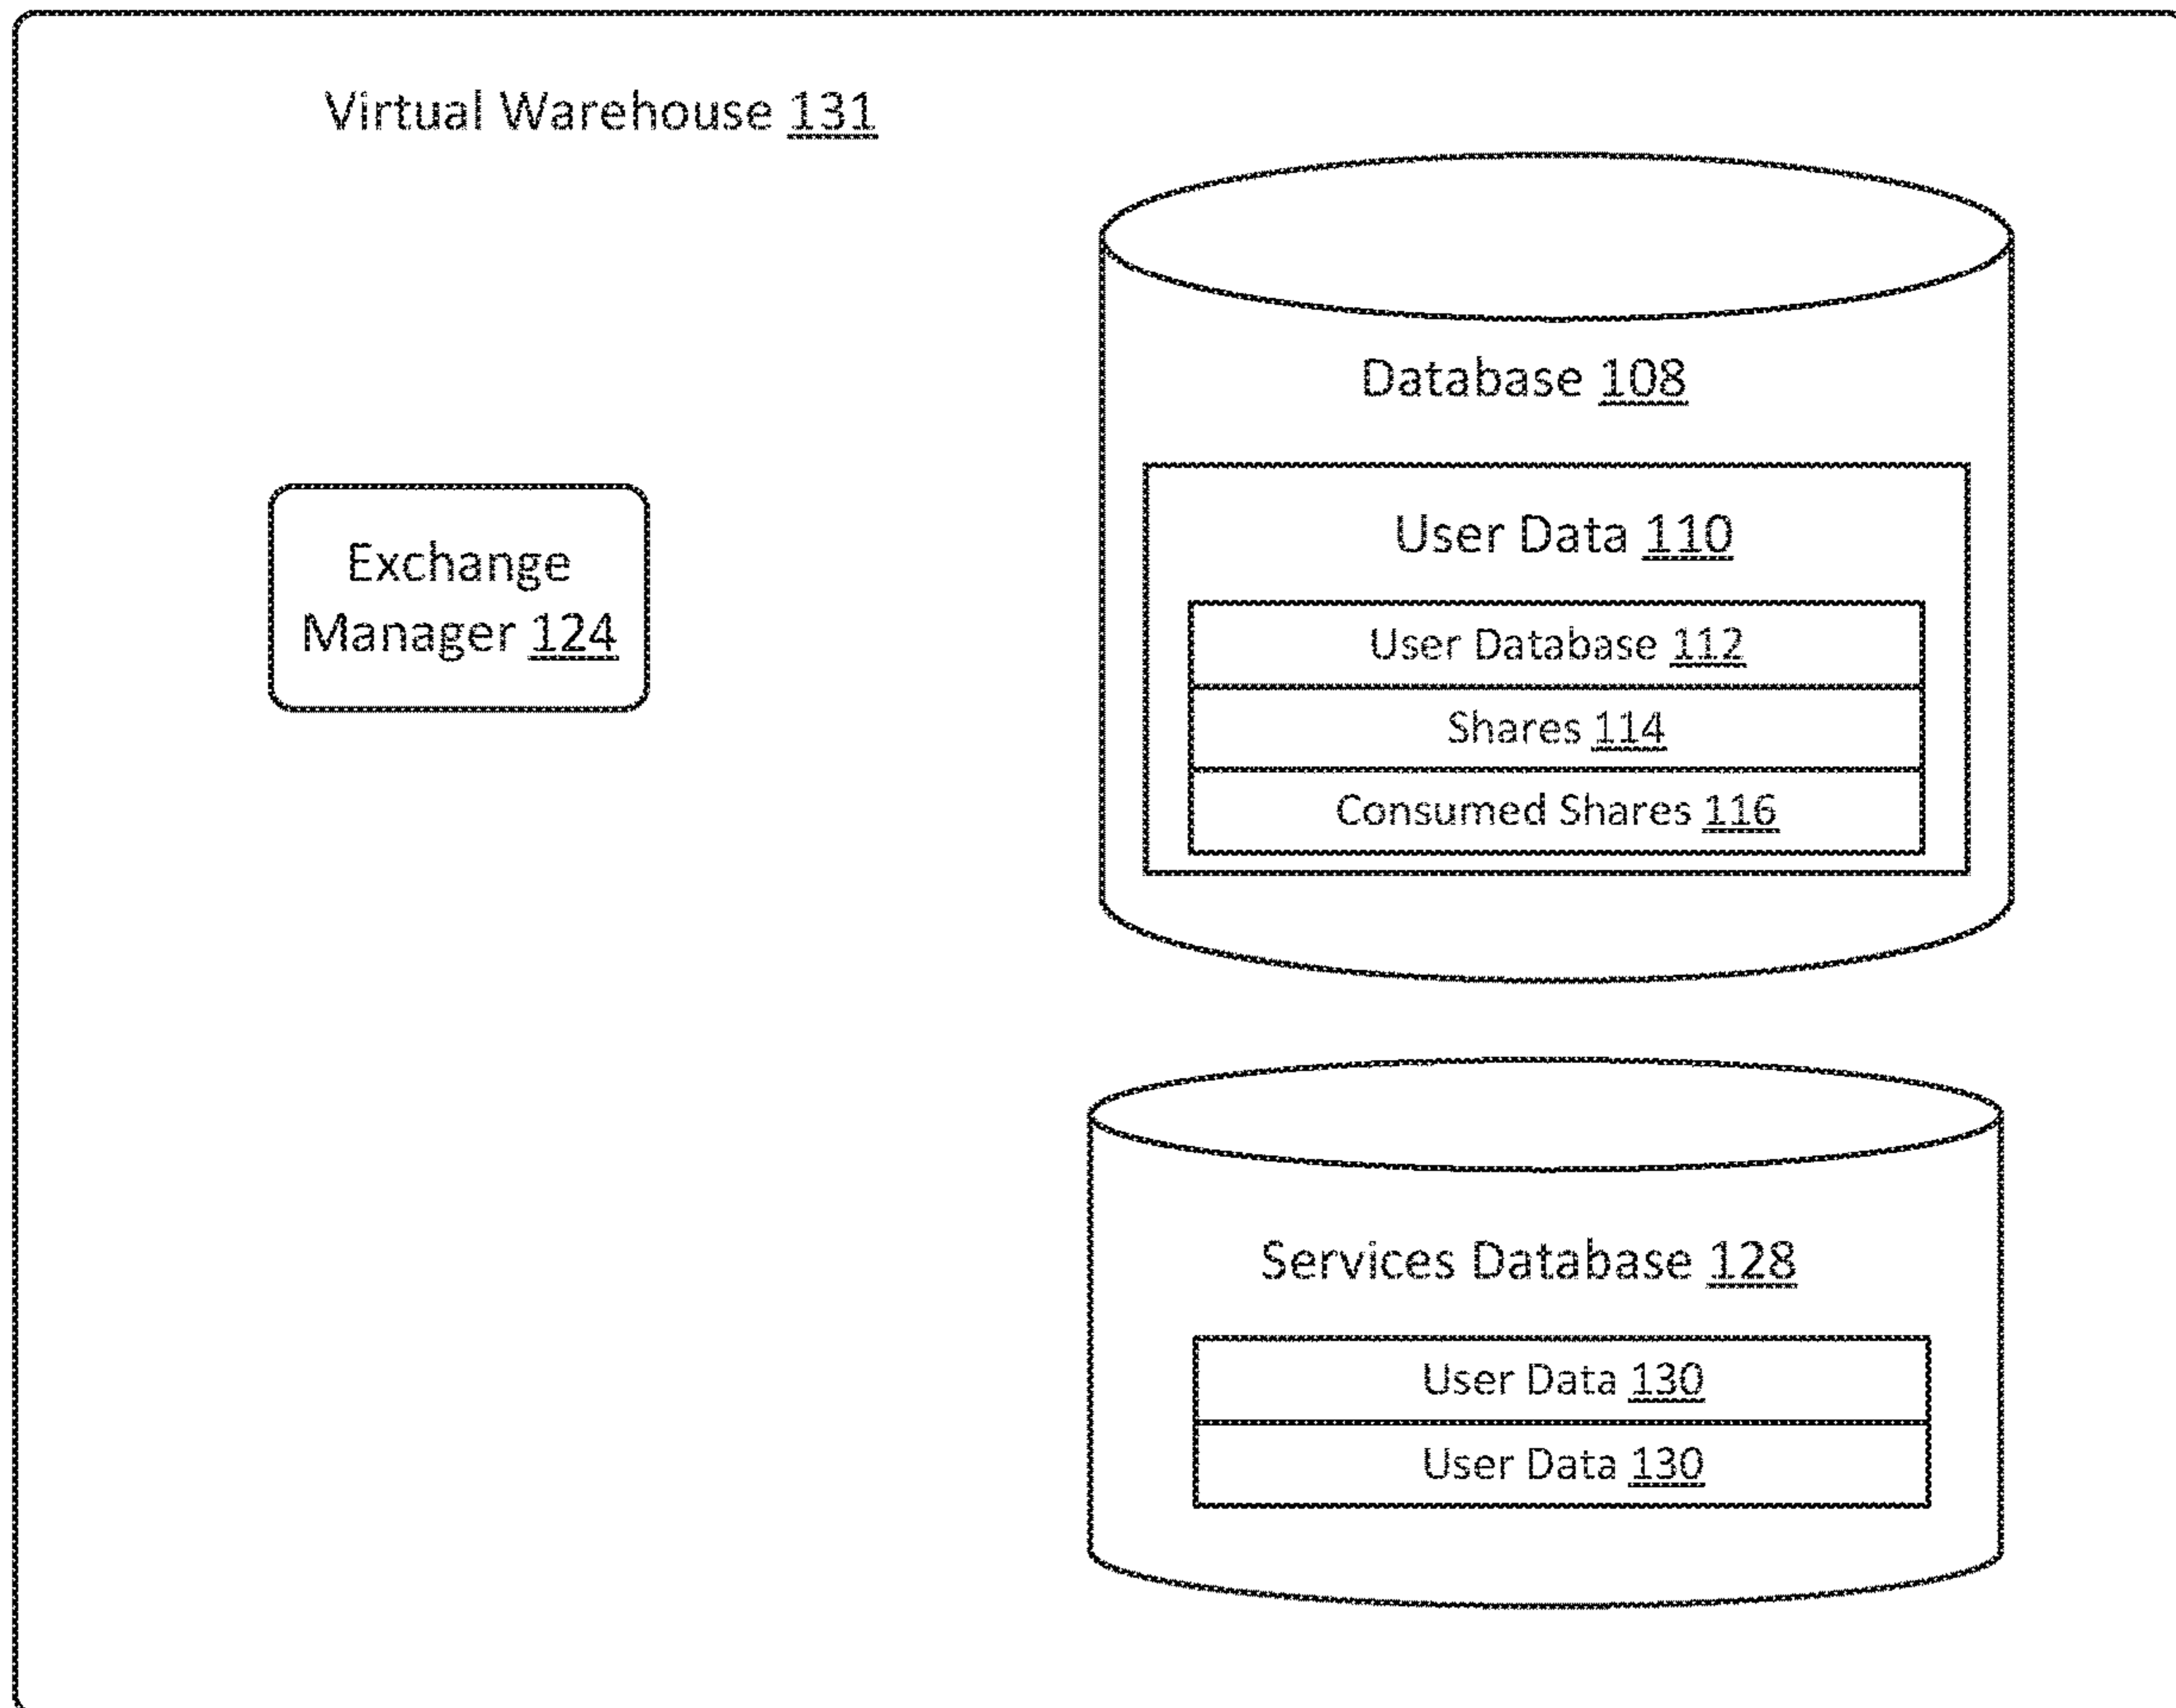 Virtual Warehouse 131
Database 108
Exchange
Manager 124
User Data 110
User Database 112
Shares 114
Consumed Shares 116
Services Database 128
User Data 130
User Data 130